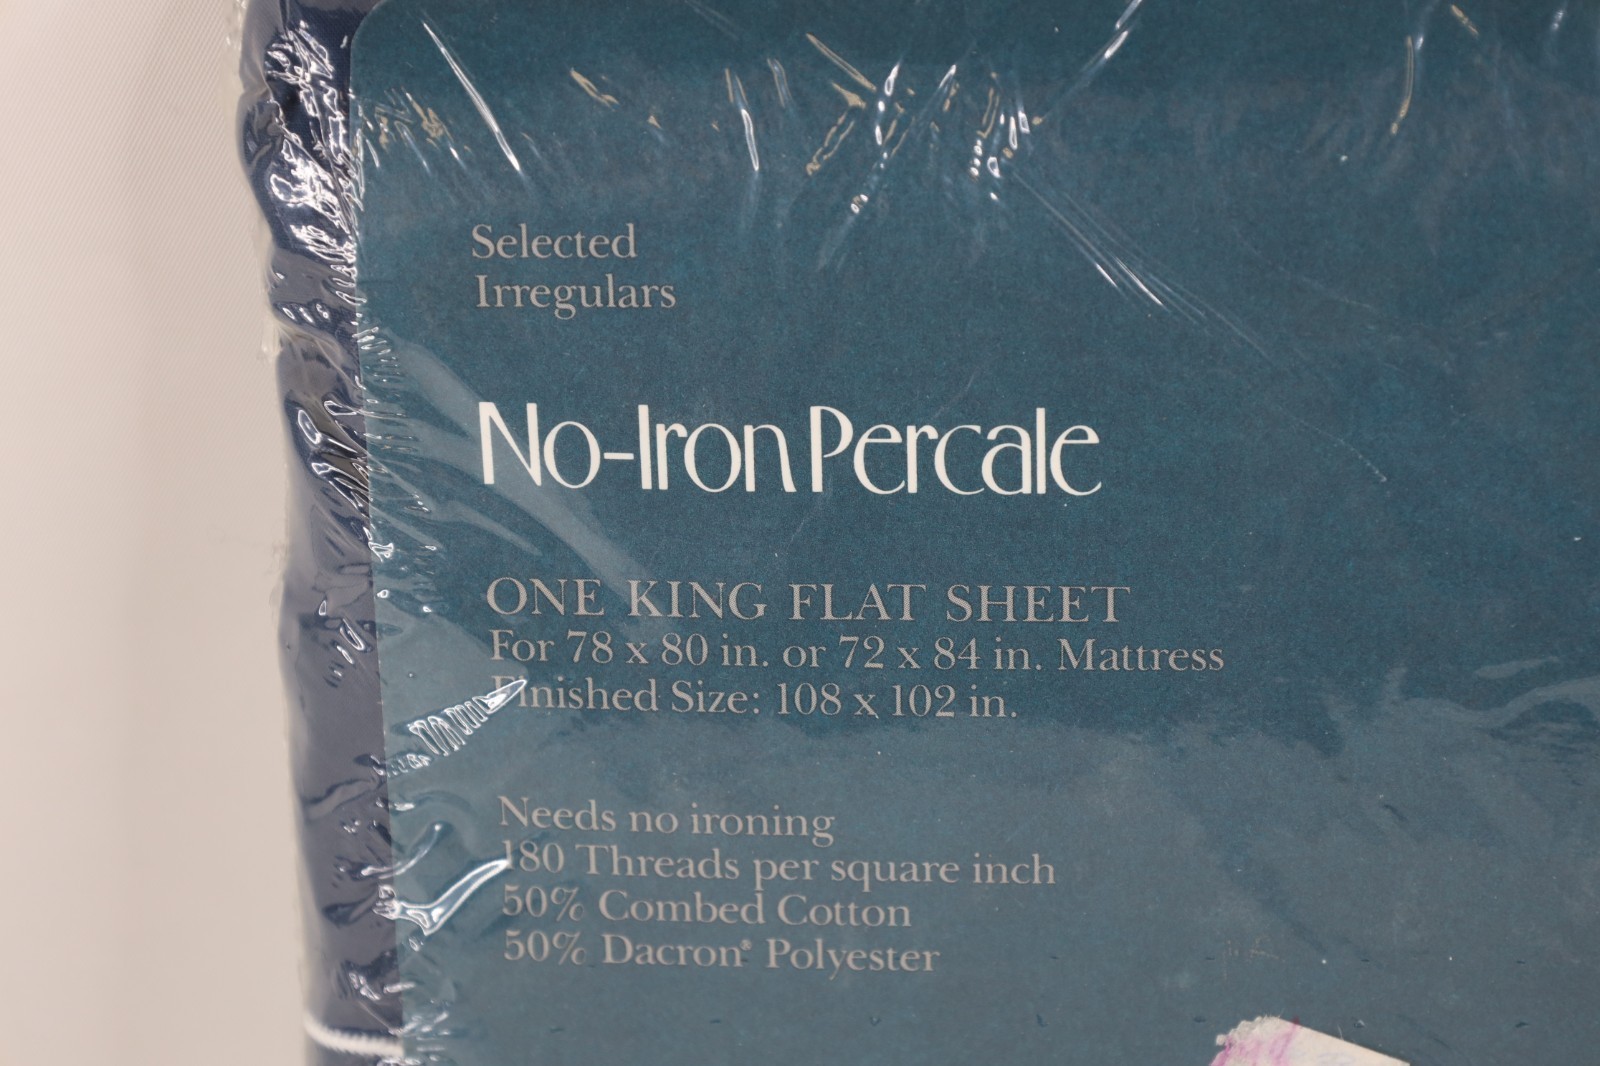 Selected
Irregulars
No-Iron Percale
ONE KING FLAT SHEET
For 78 x 80 in. or 72 x 84 in. Mattress
Finished Size: 108 x 102 in.
Needs no ironing
180 Threads per square inch
50% Combed Cotton
50% Dacron® Polyester